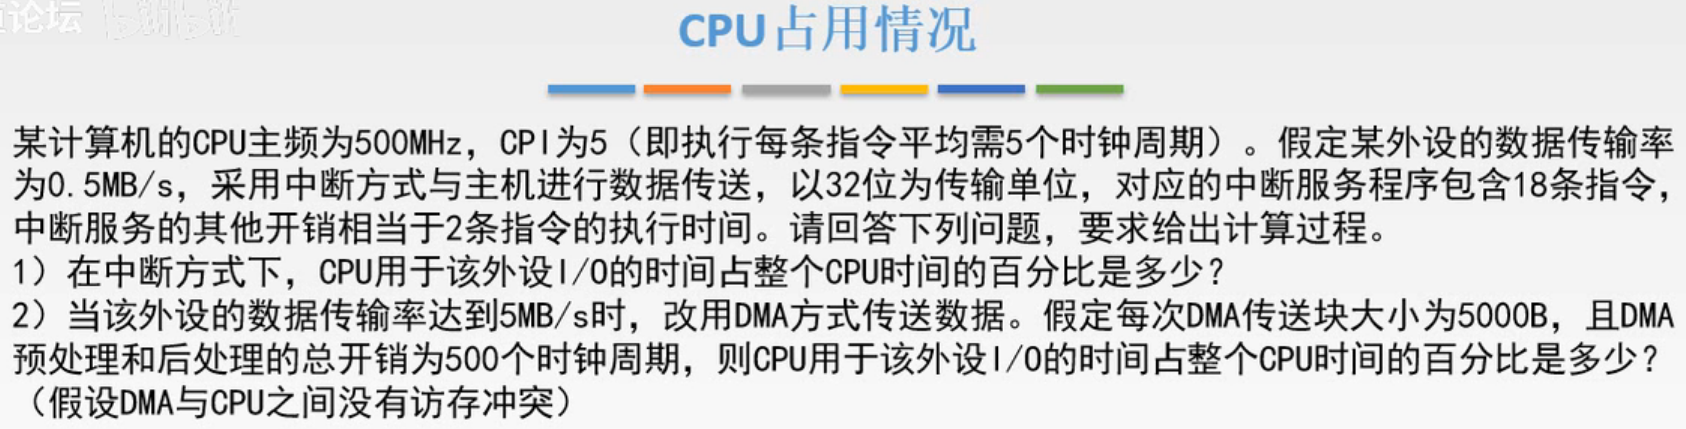 论坛 bilibili
CPU占用情况
某计算机的CPU主频为500MHz，CPI为5（即执行每条指令平均需5个时钟周期）。假定某外设的数据传输率
为0.5MB/s，采用中断方式与主机进行数据传送，以32位为传输单位，对应的中断服务程序包含18条指令，
中断服务的其他开销相当于2条指令的执行时间。请回答下列问题，要求给出计算过程。
1）在中断方式下，CPU用于该外设I/O的时间占整个CPU时间的百分比是多少？
2）当该外设的数据传输率达到5MB/s时，改用DMA方式传送数据。假定每次DMA传送块大小为5000B，且DMA
预处理和后处理的总开销为500个时钟周期，则CPU用于该外设I/O的时间占整个CPU时间的百分比是多少？
（假设DMA与CPU之间没有访存冲突）